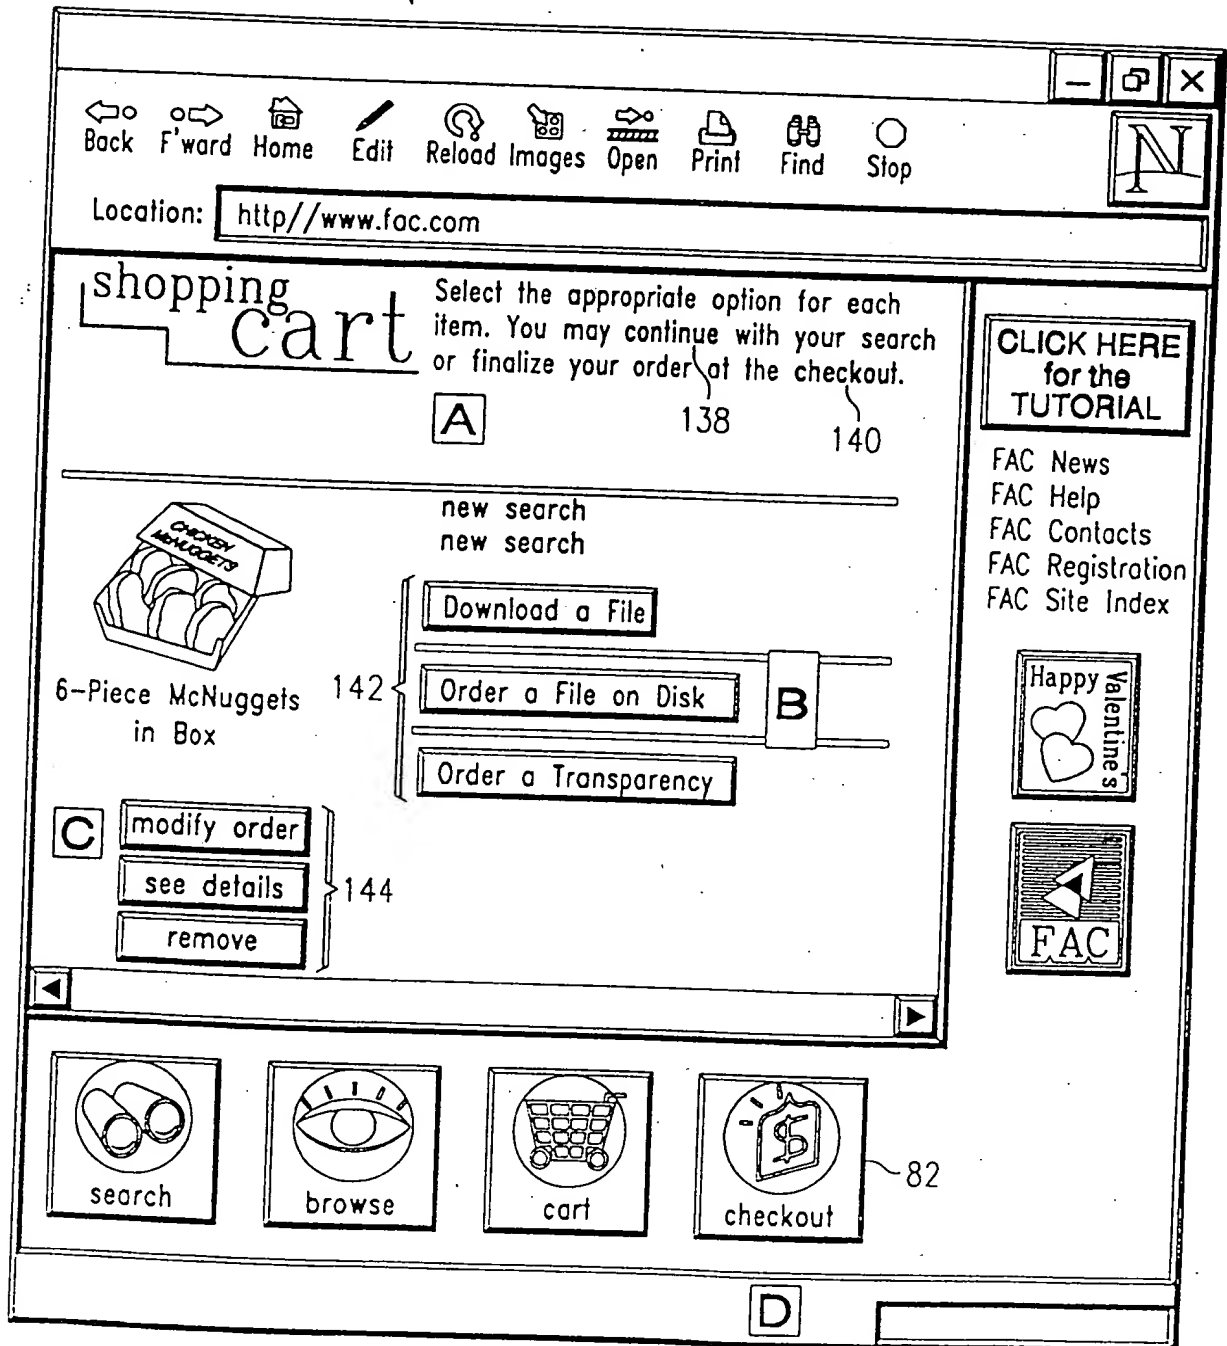 Back F'ward Home Edit Reload Images Open Print Find Stop
N
Location: http//www.fac.com
shopping
cart
Select the appropriate option for each
item. You may continue with your search
or finalize your order at the checkout.
138
140
A
CLICK HERE
for the
TUTORIAL
FAC News
FAC Help
FAC Contacts
FAC Registration
FAC Site Index
new search
new search
CHICKEN
McNUGGETS
6-Piece McNuggets
in Box
142
Download a File
Order a File on Disk
B
Order a Transparency
Happy
Valentine's
C
modify order
see details
remove
144
FAC
search
browse
cart
$
checkout
82
D